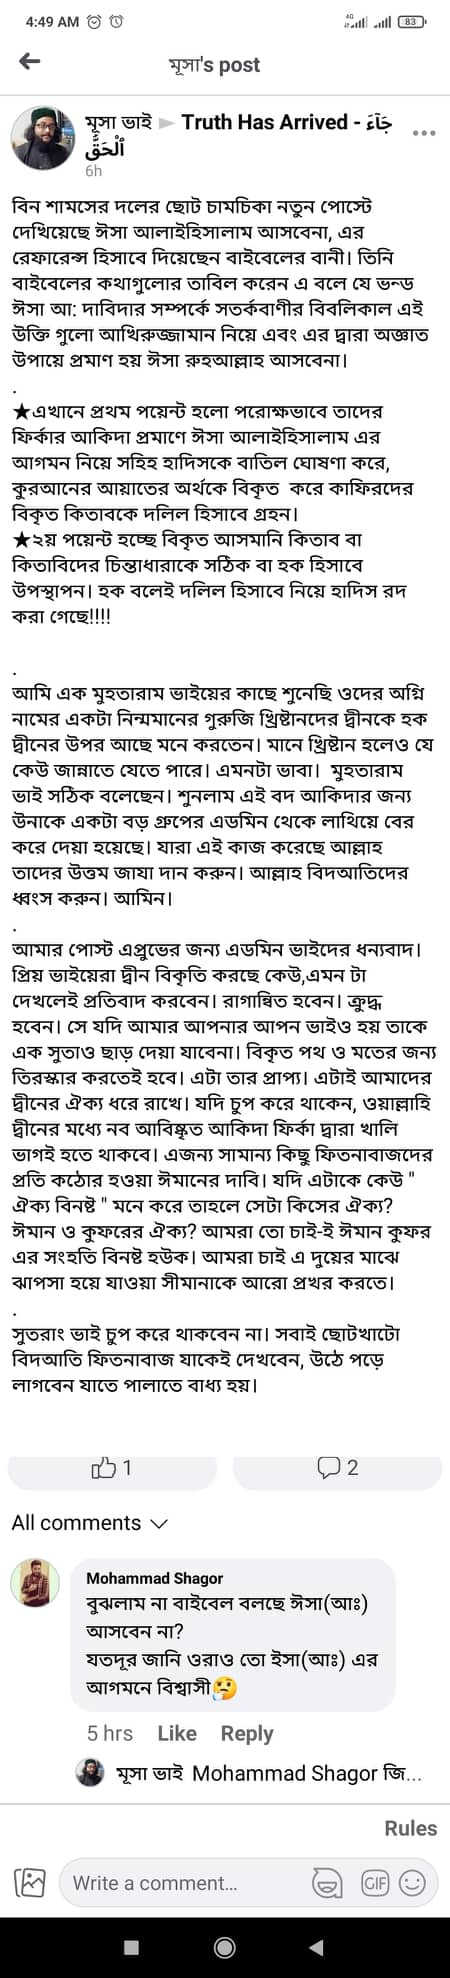 4:49 AM
4G
83
মূসা's post
মূসা ভাই ► Truth Has Arrived - جَآءَ
ٱلْحَقُّ
6h
বিন শামসের দলের ছোট চামচিকা নতুন পোস্টে
দেখিয়েছে ঈসা আলাইহিসালাম আসবেনা, এর
রেফারেন্স হিসাবে দিয়েছেন বাইবেলের বানী। তিনি
বাইবেলের কথাগুলোর তাবিল করেন এ বলে যে ভন্ড
ঈসা আ: দাবিদার সম্পর্কে সতর্কবাণীর বিবলিকাল এই
উক্তি গুলো আখিরুজ্জামান নিয়ে এবং এর দ্বারা অজ্ঞাত
উপায়ে প্রমাণ হয় ঈসা রুহআল্লাহ আসবেনা।
.
★এখানে প্রথম পয়েন্ট হলো পরোক্ষভাবে তাদের
ফির্কার আকিদা প্রমাণে ঈসা আলাইহিসালাম এর
আগমন নিয়ে সহিহ হাদিসকে বাতিল ঘোষণা করে,
কুরআনের আয়াতের অর্থকে বিকৃত করে কাফিরদের
বিকৃত কিতাবকে দলিল হিসাবে গ্রহন।
★২য় পয়েন্ট হচ্ছে বিকৃত আসমানি কিতাব বা
কিতাবিদের চিন্তাধারাকে সঠিক বা হক হিসাবে
উপস্থাপন। হক বলেই দলিল হিসাবে নিয়ে হাদিস রদ
করা গেছে!!!!
.
আমি এক মুহতারাম ভাইয়ের কাছে শুনেছি ওদের অগ্নি
নামের একটা নিন্মমানের গুরুজি খ্রিষ্টানদের দ্বীনকে হক
দ্বীনের উপর আছে মনে করতেন। মানে খ্রিষ্টান হলেও যে
কেউ জান্নাতে যেতে পারে। এমনটা ভাবা। মুহতারাম
ভাই সঠিক বলেছেন। শুনলাম এই বদ আকিদার জন্য
উনাকে একটা বড় গ্রুপের এডমিন থেকে লাথিয়ে বের
করে দেয়া হয়েছে। যারা এই কাজ করেছে আল্লাহ
তাদের উত্তম জাযা দান করুন। আল্লাহ বিদআতিদের
ধ্বংস করুন। আমিন।
.
আমার পোস্ট এপ্রুভের জন্য এডমিন ভাইদের ধন্যবাদ।
প্রিয় ভাইয়েরা দ্বীন বিকৃতি করছে কেউ,এমন টা
দেখলেই প্রতিবাদ করবেন। রাগান্বিত হবেন। ক্রুদ্ধ
হবেন। সে যদি আমার আপনার আপন ভাইও হয় তাকে
এক সুতাও ছাড় দেয়া যাবেনা। বিকৃত পথ ও মতের জন্য
তিরস্কার করতেই হবে। এটা তার প্রাপ্য। এটাই আমাদের
দ্বীনের ঐক্য ধরে রাখে। যদি চুপ করে থাকেন, ওয়াল্লাহি
দ্বীনের মধ্যে নব আবিষ্কৃত আকিদা ফির্কা দ্বারা খালি
ভাগই হতে থাকবে। এজন্য সামান্য কিছু ফিতনাবাজদের
প্রতি কঠোর হওয়া ঈমানের দাবি। যদি এটাকে কেউ "
ঐক্য বিনষ্ট " মনে করে তাহলে সেটা কিসের ঐক্য?
ঈমান ও কুফরের ঐক্য? আমরা তো চাই-ই ঈমান কুফর
এর সংহতি বিনষ্ট হউক। আমরা চাই এ দুয়ের মাঝে
ঝাপসা হয়ে যাওয়া সীমানাকে আরো প্রখর করতে।
.
সুতরাং ভাই চুপ করে থাকবেন না। সবাই ছোটখাটো
বিদআতি ফিতনাবাজ যাকেই দেখবেন, উঠে পড়ে
লাগবেন যাতে পালাতে বাধ্য হয়।
1
2
All comments
Mohammad Shagor
বুঝলাম না বাইবেল বলছে ঈসা(আঃ)
আসবেন না?
যতদূর জানি ওরাও তো ইসা(আঃ) এর
আগমনে বিশ্বাসী🤔
5 hrs Like Reply
মূসা ভাই Mohammad Shagor জি...
Rules
Write a comment...
GIF